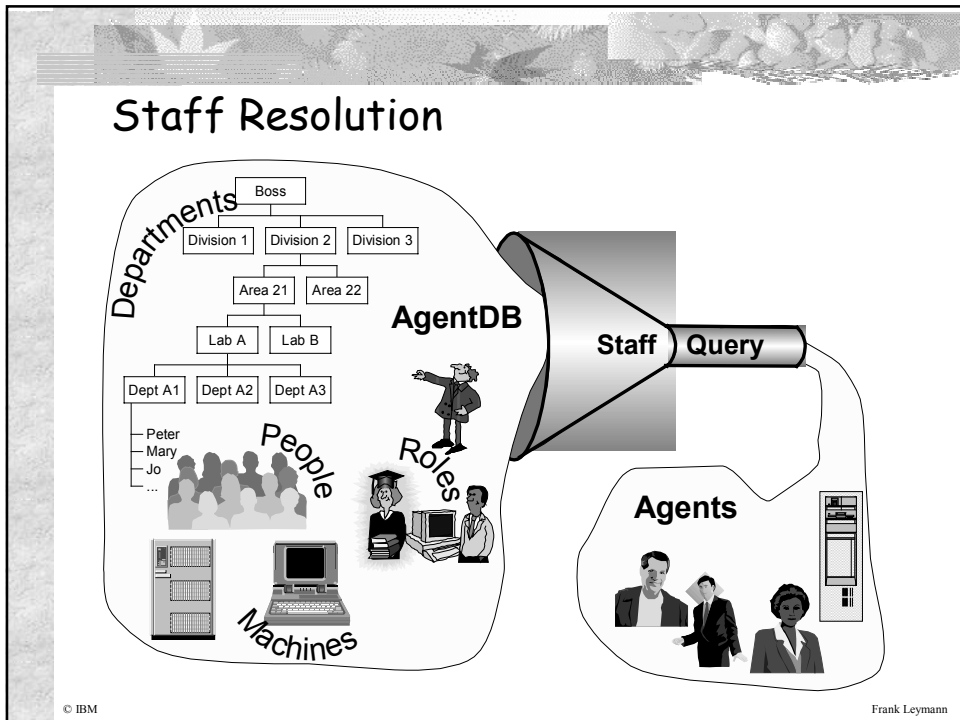 Staff Resolution
Departments
Boss
Division 1 Division 2 Division 3
Area 21 Area 22
Lab A Lab B
Dept A1 Dept A2 Dept A3
Peter
Mary
Jo
...
People
Roles
Machines
AgentDB
Staff Query
Agents
© IBM
Frank Leymann